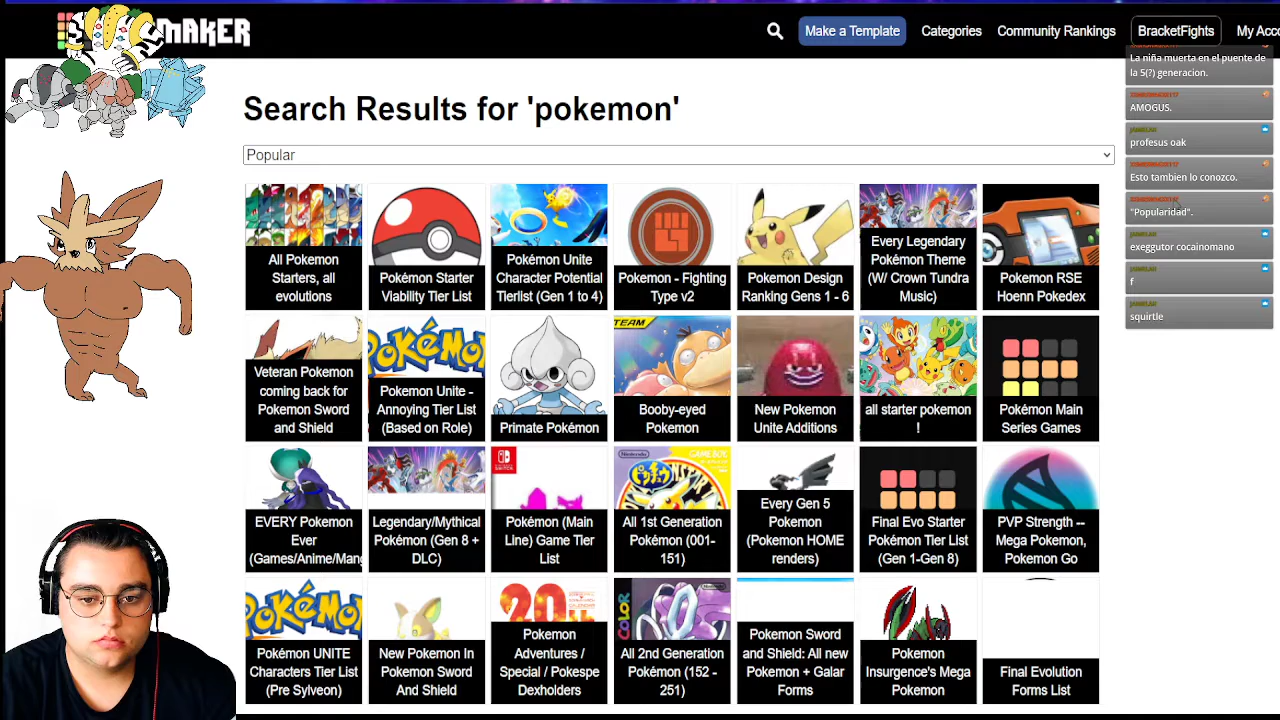 MAKER
Make a Template
Categories
Community Rankings
BracketFights
My Acco
Search Results for 'pokemon'
Popular
All Pokemon
Starters, all
evolutions
Pokémon Starter
Viability Tier List
Pokémon Unite
Character Potential
Tierlist (Gen 1 to 4)
Pokemon - Fighting
Type v2
Pokemon Design
Ranking Gens 1 - 6
Every Legendary
Pokémon Theme
(W/ Crown Tundra
Music)
Pokemon RSE
Hoenn Pokedex
Veteran Pokemon
coming back for
Pokemon Sword
and Shield
POKéMON
Pokemon Unite -
Annoying Tier List
(Based on Role)
Primate Pokémon
TEAM
Booby-eyed
Pokemon
New Pokemon
Unite Additions
all starter pokemon
!
Pokémon Main
Series Games
EVERY Pokemon
Ever
(Games/Anime/Mang
Legendary/Mythical
Pokémon (Gen 8 +
DLC)
Pokémon (Main
Line) Game Tier
List
Nintendo GAMEBOY
All 1st Generation
Pokémon (001-
151)
Every Gen 5
Pokemon
(Pokemon HOME
renders)
Final Evo Starter
Pokémon Tier List
(Gen 1-Gen 8)
PVP Strength --
Mega Pokemon,
Pokemon Go
POKéMON
Pokémon UNITE
Characters Tier List
(Pre Sylveon)
New Pokemon In
Pokemon Sword
And Shield
Pokemon
Adventures /
Special / Pokespe
Dexholders
COLOR
Nintendo
All 2nd Generation
Pokémon (152 -
251)
Pokemon Sword
and Shield: All new
Pokemon + Galar
Forms
Pokemon
Insurgence's Mega
Pokemon
Final Evolution
Forms List
La niña muerta en el puente de
la 5(?) generacion.
AMOGUS.
profesus oak
Esto tambien lo conozco.
"Popularidad".
exeggutor cocainomano
f
squirtle